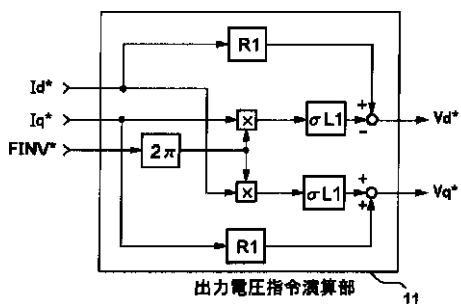 R1
Id*
Iq*
FINV*
2π
×
×
σL1
σL1
+
−
+
+
Vd*
Vq*
R1
出力電圧指令演算部
11